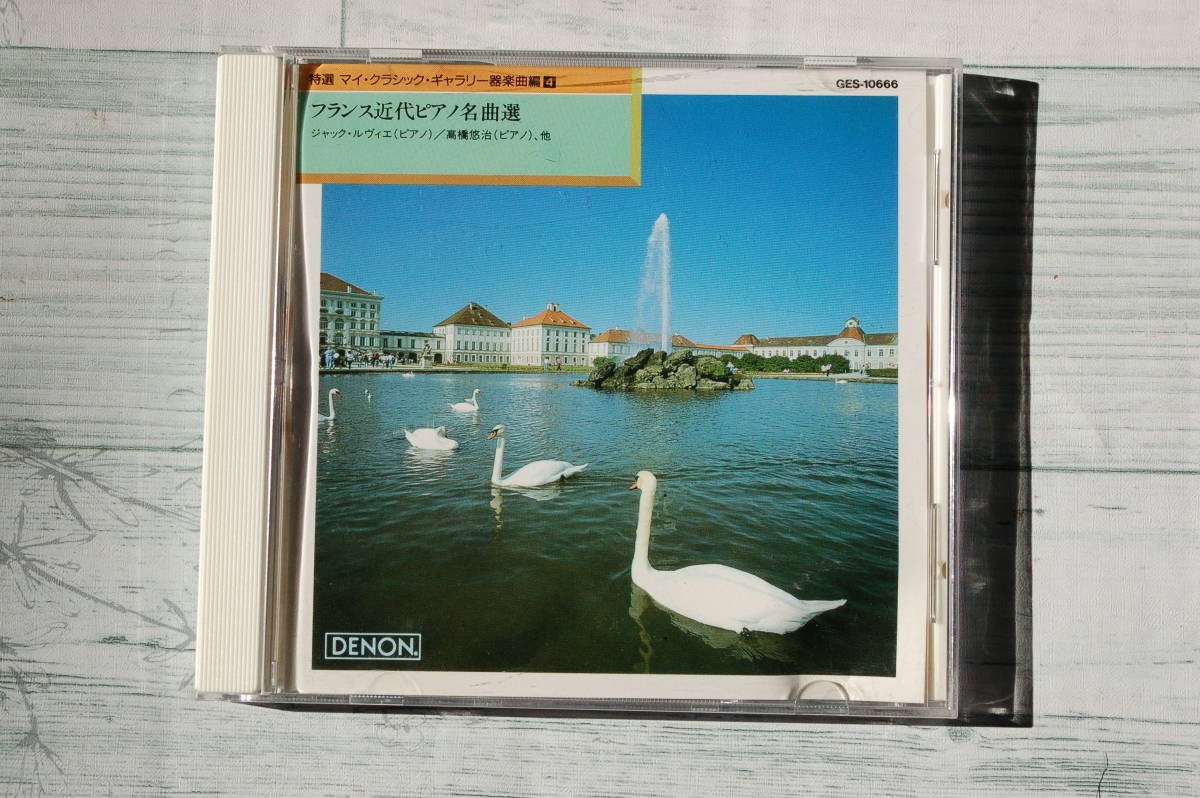 特選 マイ・クラシック・ギャラリー器楽曲編4
GES-10666
フランス近代ピアノ名曲選
ジャック・ルヴィエ(ピアノ)/高橋悠治(ピアノ)、他
DENON®